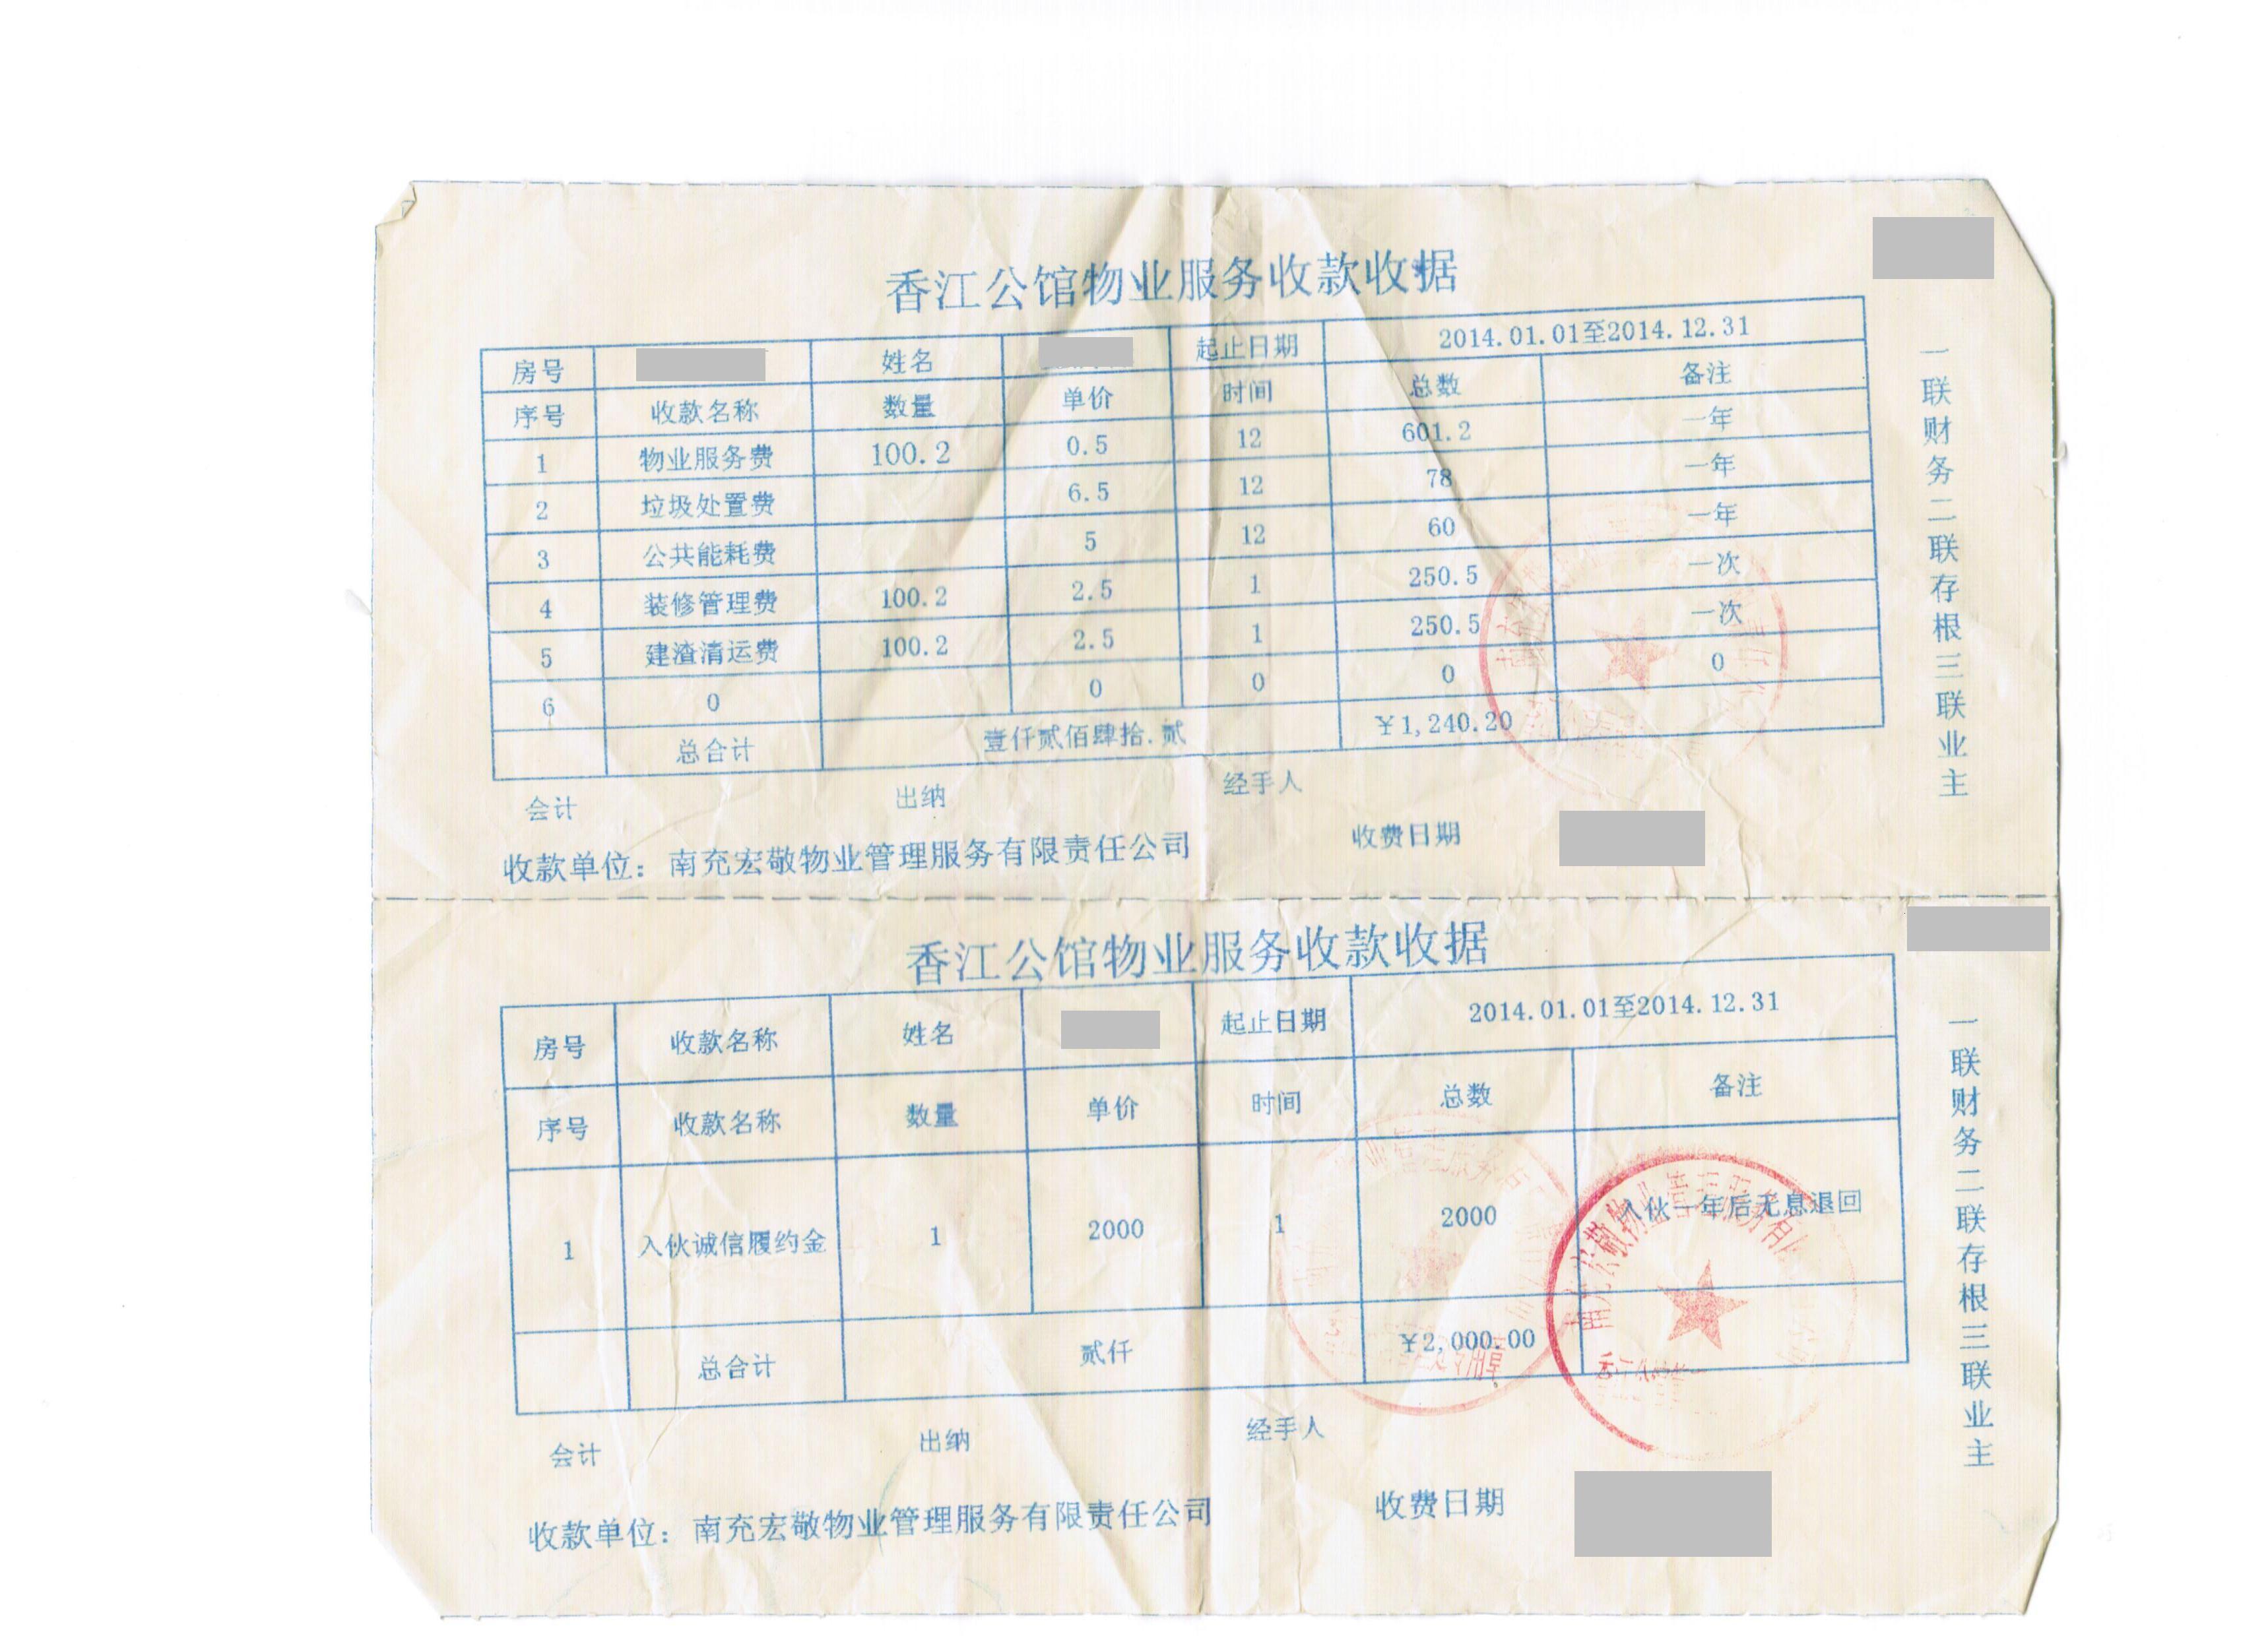 香江公馆物业服务收款收据
房号 姓名 起止日期 2014.01.01至2014.12.31
序号 收款名称 数量 单价 时间 总数 备注
1 物业服务费 100.2 0.5 12 601.2 一年
2 垃圾处置费 6.5 12 78 一年
3 公共能耗费 5 12 60 一年
4 装修管理费 100.2 2.5 1 250.5 一次
5 建渣清运费 100.2 2.5 1 250.5 一次
6 0 0 0 0 0
总合计 壹仟贰佰肆拾.贰 ¥1,240.20
会计 出纳 经手人
收款单位：南充宏敬物业管理服务有限责任公司 收费日期
一联财务二联存根三联业主
香江公馆物业服务收款收据
房号 收款名称 姓名 起止日期 2014.01.01至2014.12.31
序号 收款名称 数量 单价 时间 总数 备注
1 入伙诚信履约金 1 2000 1 2000 入伙一年后无息退回
总合计 贰仟 ¥2,000.00
会计 出纳 经手人
收款单位：南充宏敬物业管理服务有限责任公司 收费日期
一联财务二联存根三联业主